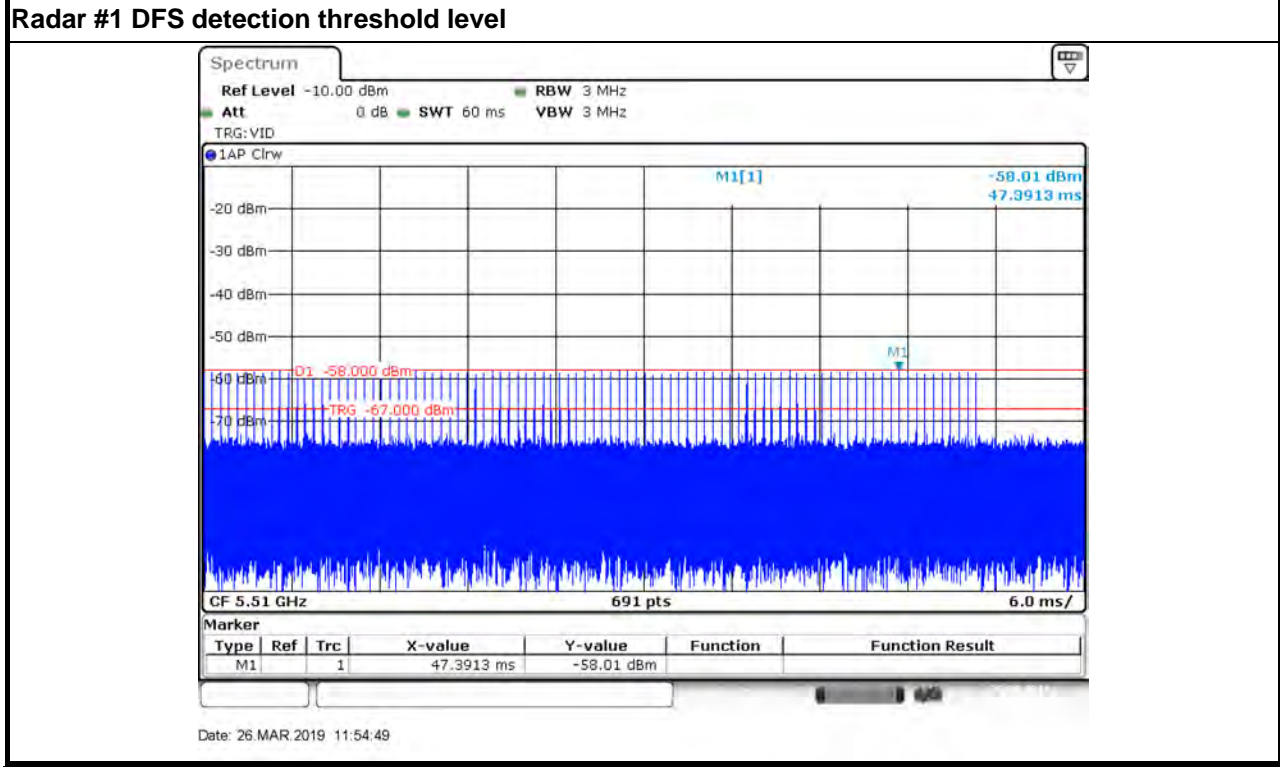 Radar #1 DFS detection threshold level
Spectrum
Ref Level -10.00 dBm RBW 3 MHz
Att 0 dB SWT 60 ms VBW 3 MHz
TRG:VID
1AP Clrw
M1[1] -58.01 dBm
47.3913 ms
-20 dBm
-30 dBm
-40 dBm
-50 dBm
M1
D1 -58.000 dBm
-60 dBm
TRG -67.000 dBm
-70 dBm
CF 5.51 GHz 691 pts 6.0 ms/
Marker
Type Ref Trc X-value Y-value Function Function Result
M1 1 47.3913 ms -58.01 dBm
Date: 26.MAR.2019 11:54:49